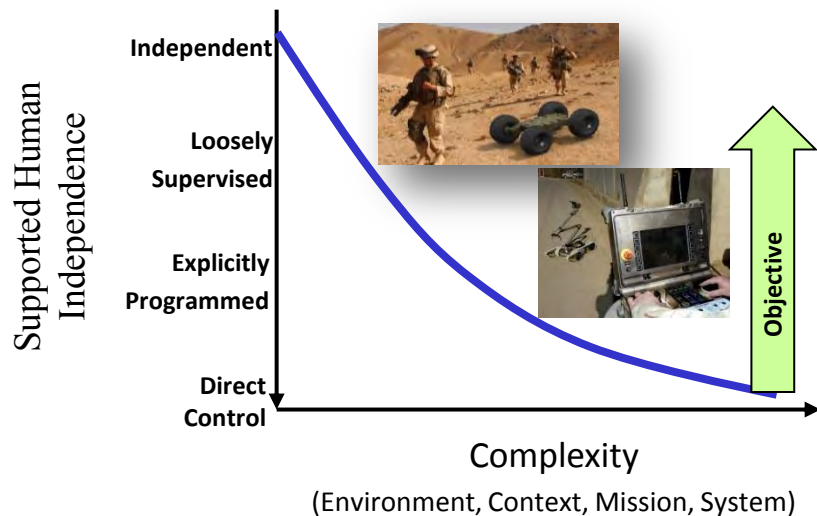 Supported Human
Independence
Independent
Loosely
Supervised
Explicitly
Programmed
Direct
Control
Objective
Complexity
(Environment, Context, Mission, System)